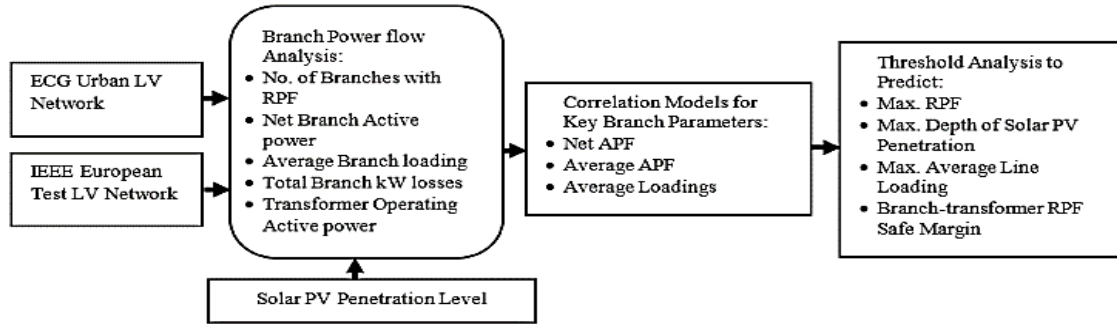 ECG Urban LV
Network
IEEE European
Test LV Network
Branch Power flow
Analysis:
• No. of Branches with
RPF
• Net Branch Active
power
• Average Branch loading
• Total Branch kW losses
• Transformer Operating
Active power
Solar PV Penetration Level
Correlation Models for
Key Branch Parameters:
• Net APF
• Average APF
• Average Loadings
Threshold Analysis to
Predict:
• Max. RPF
• Max. Depth of Solar PV
Penetration
• Max. Average Line
Loading
• Branch-transformer RPF
Safe Margin